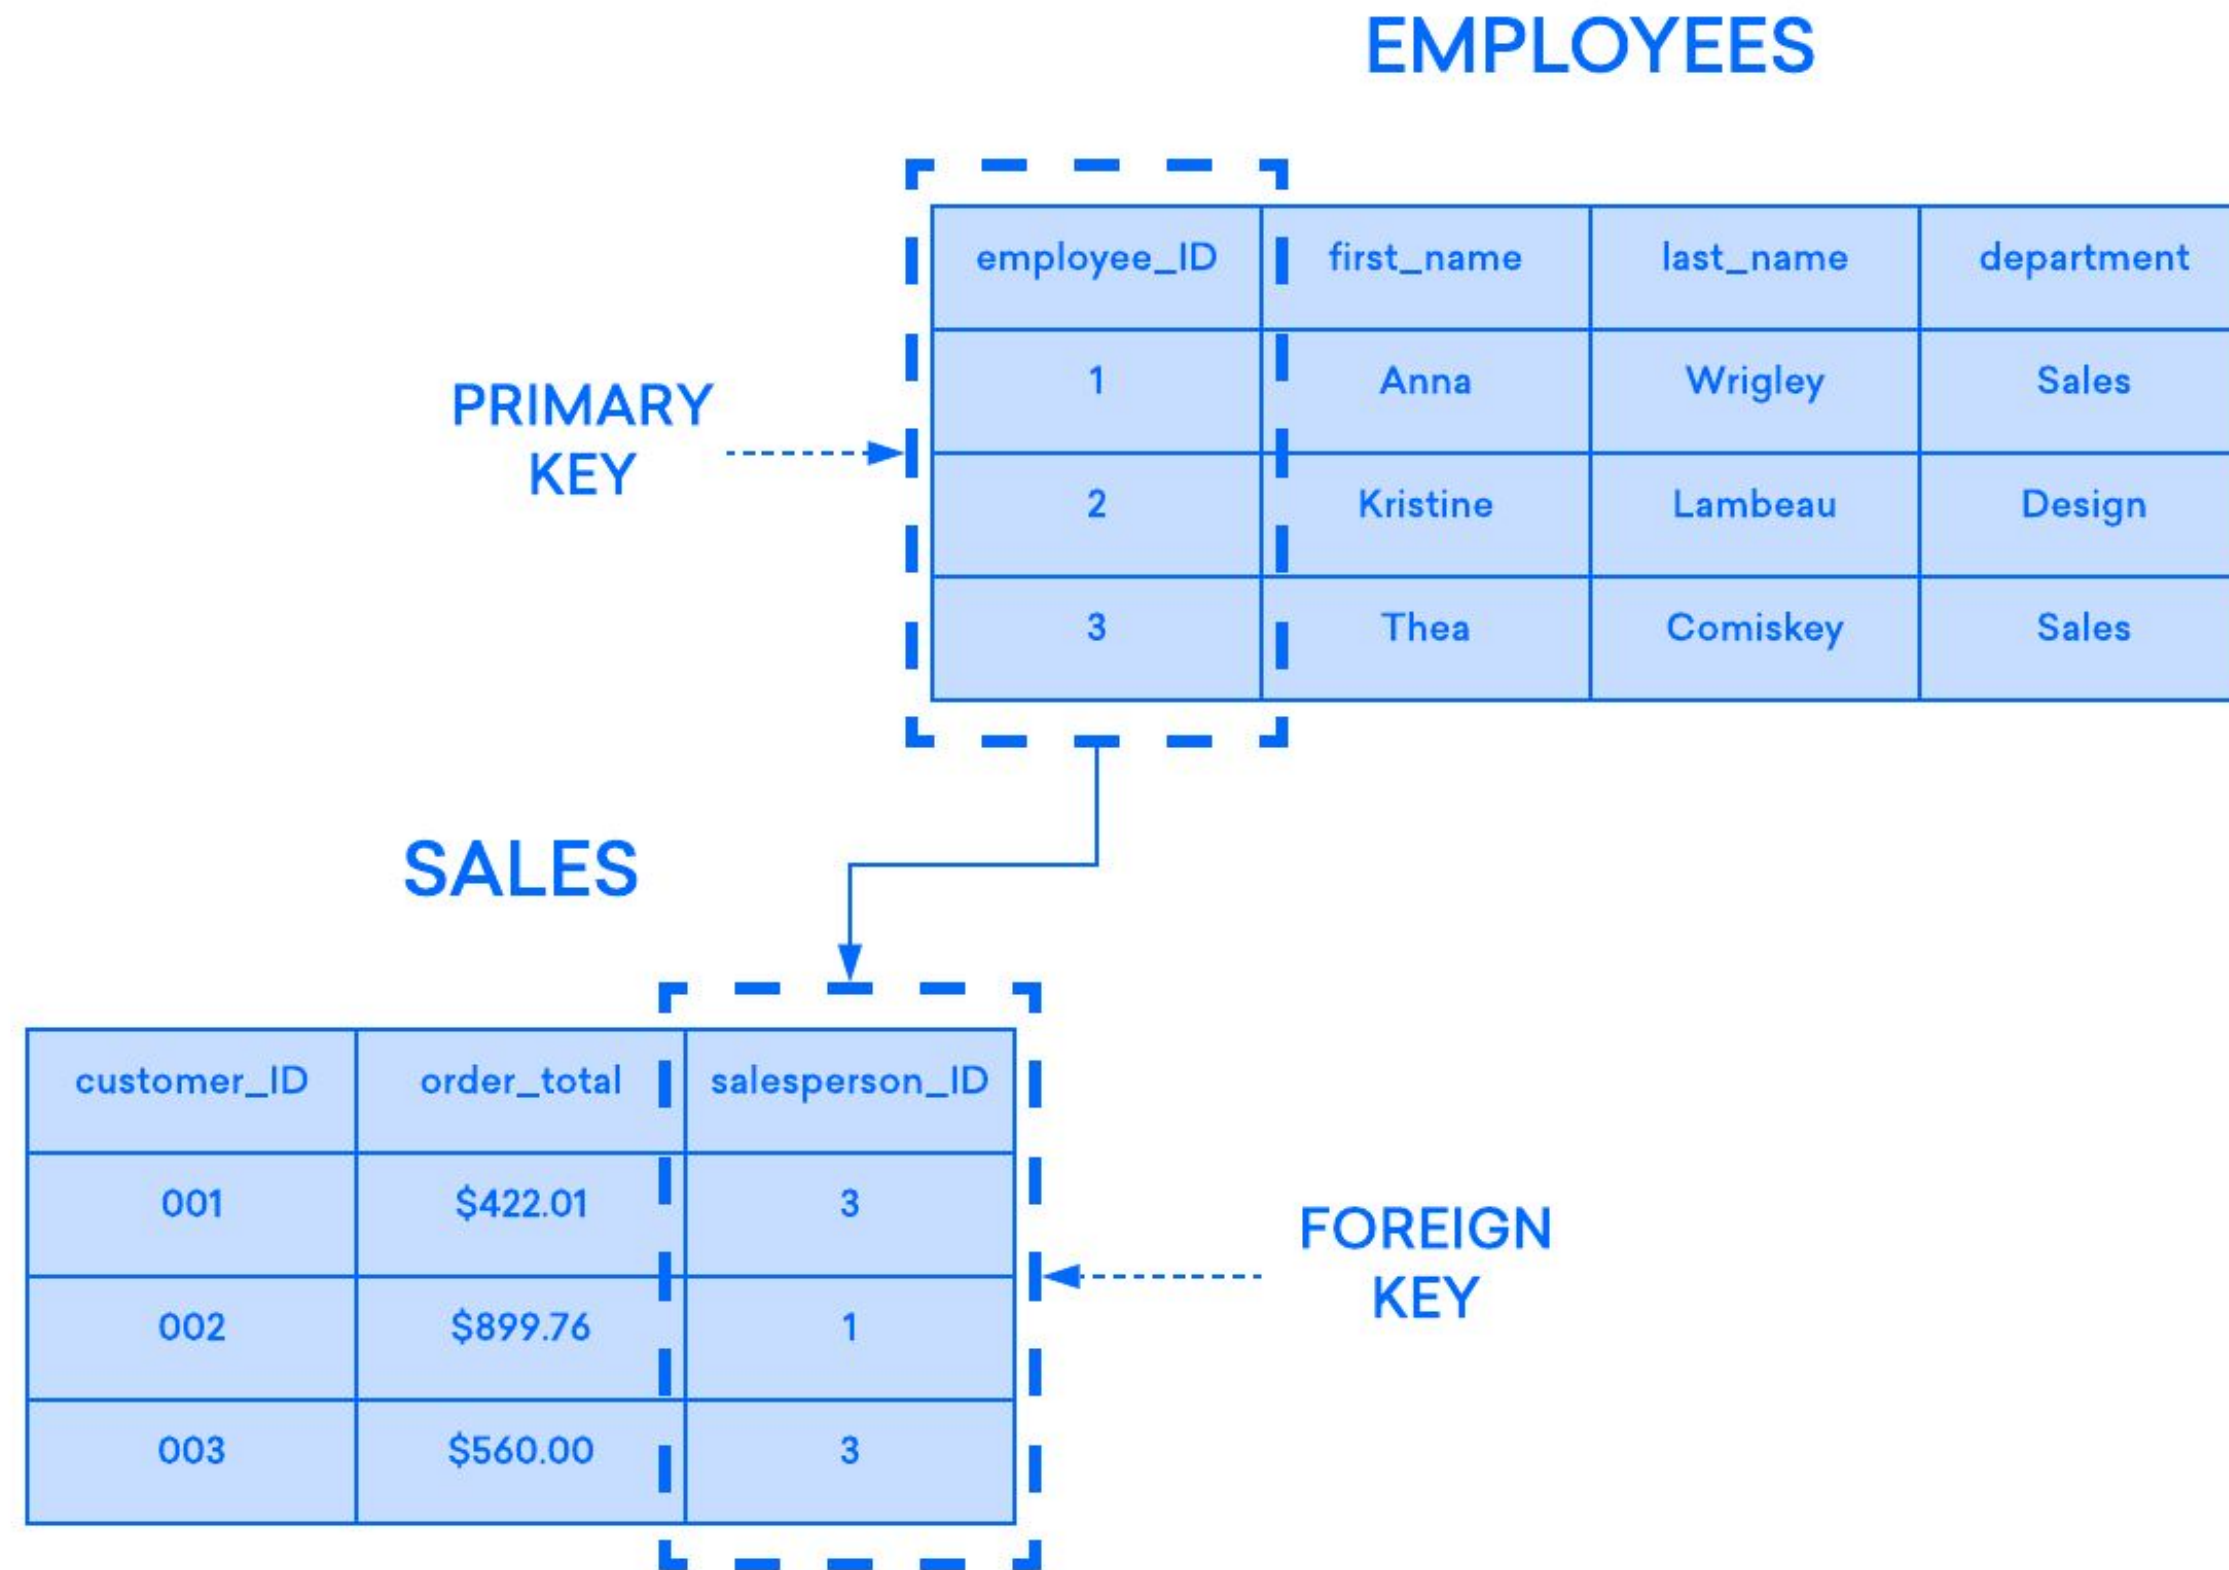 EMPLOYEES
employee_ID first_name last_name department
1 Anna Wrigley Sales
PRIMARY
KEY
2 Kristine Lambeau Design
3 Thea Comiskey Sales
SALES
customer_ID order_total salesperson_ID
001 $422.01 3
FOREIGN
KEY
002 $899.76 1
003 $560.00 3